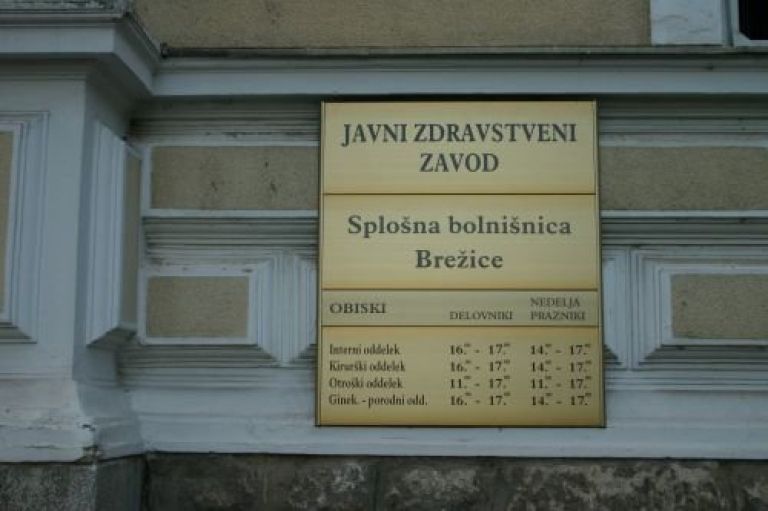 JAVNI ZDRAVSTVENI
ZAVOD
Splošna bolnišnica
Brežice
OBISKI DELOVNIKI NEDELJA PRAZNIKI
Interni oddelek 16.00 - 17.00 14.00 - 17.00
Kirurški oddelek 16.00 - 17.00 14.00 - 17.00
Otroški oddelek 11.00 - 17.00 11.00 - 17.00
Ginek. - porodni odd. 16.00 - 17.00 14.00 - 17.00